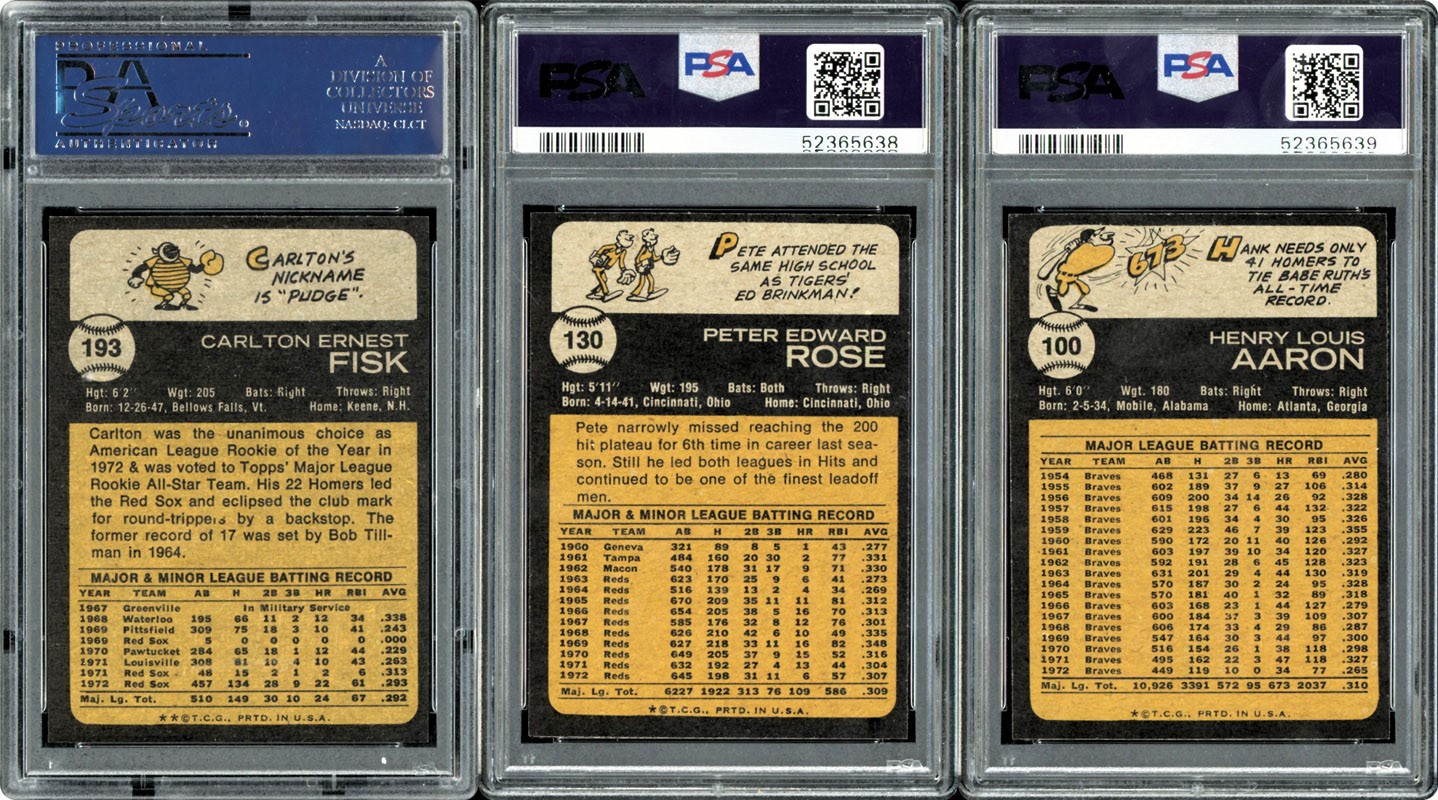 PROFESSIONAL
PSA
Sports
®
AUTHENTICATOR
A
DIVISION OF
COLLECTORS
UNIVERSE
NASDAQ: CLCT
CARLTON'S
NICKNAME
IS "PUDGE".
193
CARLTON ERNEST
FISK
Hgt: 6'2" Wgt: 205 Bats: Right Throws: Right
Born: 12-26-47, Bellows Falls, Vt. Home: Keene, N.H.
Carlton was the unanimous choice as
American League Rookie of the Year in
1972 & was voted to Topps' Major League
Rookie All-Star Team. His 22 Homers led
the Red Sox and eclipsed the club mark
for round-trippers by a backstop. The
former record of 17 was set by Bob Till-
man in 1964.
MAJOR & MINOR LEAGUE BATTING RECORD
YEAR TEAM AB H 2B 3B HR RBI AVG
1967 Greenville In Military Service
1968 Waterloo 195 66 11 2 12 34 .338
1969 Pittsfield 309 75 18 3 10 41 .243
1969 Red Sox 5 0 0 0 0 0 .000
1970 Pawtucket 284 65 18 1 12 44 .229
1971 Louisville 308 81 10 4 10 43 .263
1971 Red Sox 48 15 2 1 2 6 .313
1972 Red Sox 457 134 28 9 22 61 .293
Maj. Lg. Tot. 510 149 30 10 24 67 .292
**©T.C.G., PRTD. IN U.S.A.
PSA
PSA
52365638
PETE ATTENDED THE
SAME HIGH SCHOOL
AS TIGERS'
ED BRINKMAN!
130
PETER EDWARD
ROSE
Hgt: 5'11" Wgt: 195 Bats: Both Throws: Right
Born: 4-14-41, Cincinnati, Ohio Home: Cincinnati, Ohio
Pete narrowly missed reaching the 200
hit plateau for 6th time in career last sea-
son. Still he led both leagues in Hits and
continued to be one of the finest leadoff
men.
MAJOR & MINOR LEAGUE BATTING RECORD
YEAR TEAM AB H 2B 3B HR RBI AVG
1960 Geneva 321 89 8 5 1 43 .277
1961 Tampa 484 160 20 30 2 77 .331
1962 Macon 540 178 31 17 9 71 .330
1963 Reds 623 170 25 9 6 41 .273
1964 Reds 516 139 13 2 4 34 .269
1965 Reds 670 209 35 11 11 81 .312
1966 Reds 654 205 38 5 16 70 .313
1967 Reds 585 176 32 8 12 76 .301
1968 Reds 626 210 42 6 10 49 .335
1969 Reds 627 218 33 11 16 82 .348
1970 Reds 649 205 37 9 15 52 .316
1971 Reds 632 192 27 4 13 44 .304
1972 Reds 645 198 31 11 6 57 .307
Maj. Lg. Tot. 6227 1922 313 76 109 586 .309
*©T.C.G., PRTD. IN U.S.A.
PSA
PSA
PSA
52365639
673
HANK NEEDS ONLY
41 HOMERS TO
TIE BABE RUTH'S
ALL-TIME
RECORD.
100
HENRY LOUIS
AARON
Hgt. 6'0" Wgt. 180 Bats: Right Throws: Right
Born: 2-5-34, Mobile, Alabama Home: Atlanta, Georgia
MAJOR LEAGUE BATTING RECORD
YEAR TEAM AB H 2B 3B HR RBI AVG
1954 Braves 468 131 27 6 13 69 .280
1955 Braves 602 189 37 9 27 106 .314
1956 Braves 609 200 34 14 26 92 .328
1957 Braves 615 198 27 6 44 132 .322
1958 Braves 601 196 34 4 30 95 .326
1959 Braves 629 223 46 7 39 123 .355
1960 Braves 590 172 20 11 40 126 .292
1961 Braves 603 197 39 10 34 120 .327
1962 Braves 592 191 28 6 45 128 .323
1963 Braves 631 201 29 4 44 130 .319
1964 Braves 570 187 30 2 24 95 .328
1965 Braves 570 181 40 1 32 89 .318
1966 Braves 603 168 23 1 44 127 .279
1967 Braves 600 184 37 3 39 109 .307
1968 Braves 606 174 33 4 29 86 .287
1969 Braves 547 164 30 3 44 97 .300
1970 Braves 516 154 26 1 38 118 .298
1971 Braves 495 162 22 3 47 118 .327
1972 Braves 449 119 10 0 34 77 .265
Maj. Lg. Tot. 10,926 3391 572 95 673 2037 .310
*©T.C.G., PRTD. IN U.S.A.
PSA